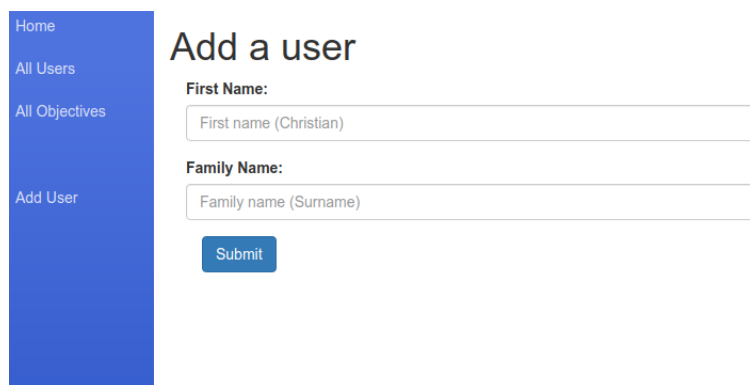 Home
All Users
All Objectives
Add User
Add a user
First Name:
First name (Christian)
Family Name:
Family name (Surname)
Submit